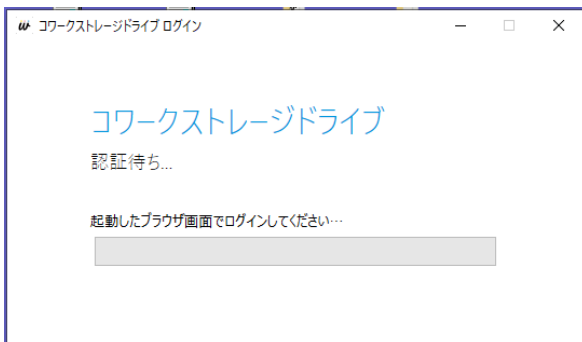 コワークストレージドライブ ログイン
コワークストレージドライブ
認証待ち...
起動したブラウザ画面でログインしてください…